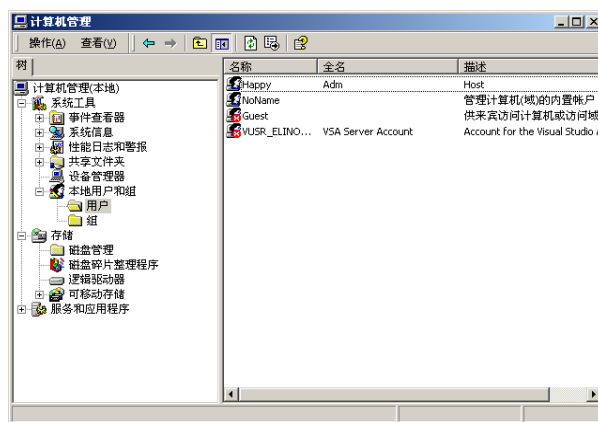 计算机管理
操作(A) 查看(V)
树
计算机管理(本地)
系统工具
事件查看器
系统信息
性能日志和警报
共享文件夹
设备管理器
本地用户和组
用户
组
存储
磁盘管理
磁盘碎片整理程序
逻辑驱动器
可移动存储
服务和应用程序
名称 全名 描述
Happy Adm Host
NoName 管理计算机(域)的内置帐户
Guest 供来宾访问计算机或访问域
VUSR_ELINO... VSA Server Account Account for the Visual Studio